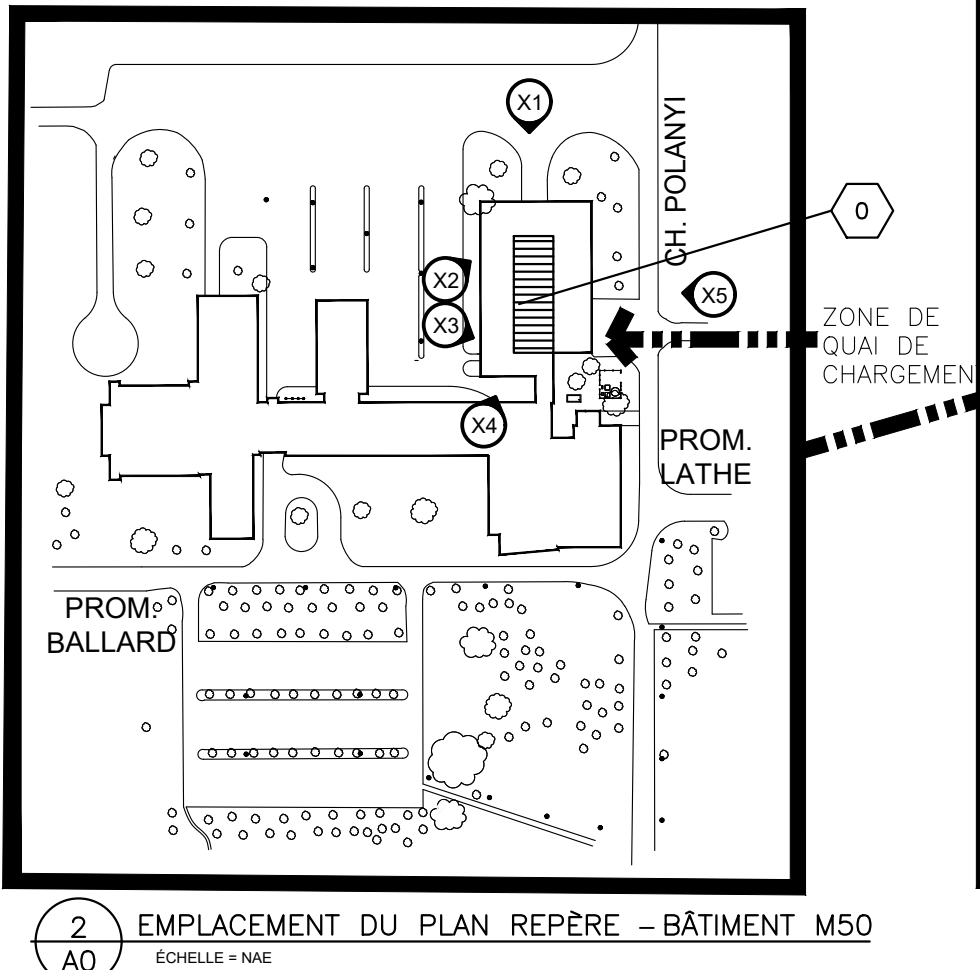 X1
CH. POLANYI
0
X2
X5
X3
ZONE DE
QUAI DE
CHARGEMEN
X4
PROM.
LATHE
PROM.
BALLARD
2
A0
EMPLACEMENT DU PLAN REPÈRE – BÂTIMENT M50
ÉCHELLE = NAE